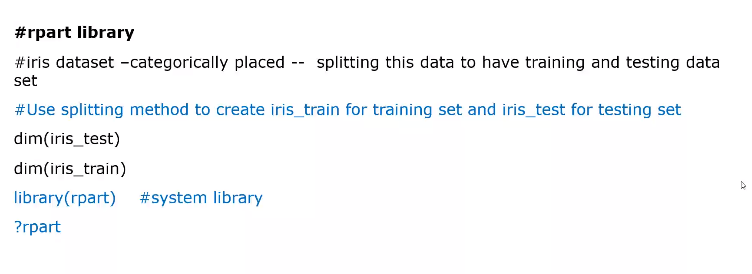 #rpart library
#iris dataset –categorically placed -- splitting this data to have training and testing data
set
#Use splitting method to create iris_train for training set and iris_test for testing set
dim(iris_test)
dim(iris_train)
library(rpart) #system library
?rpart